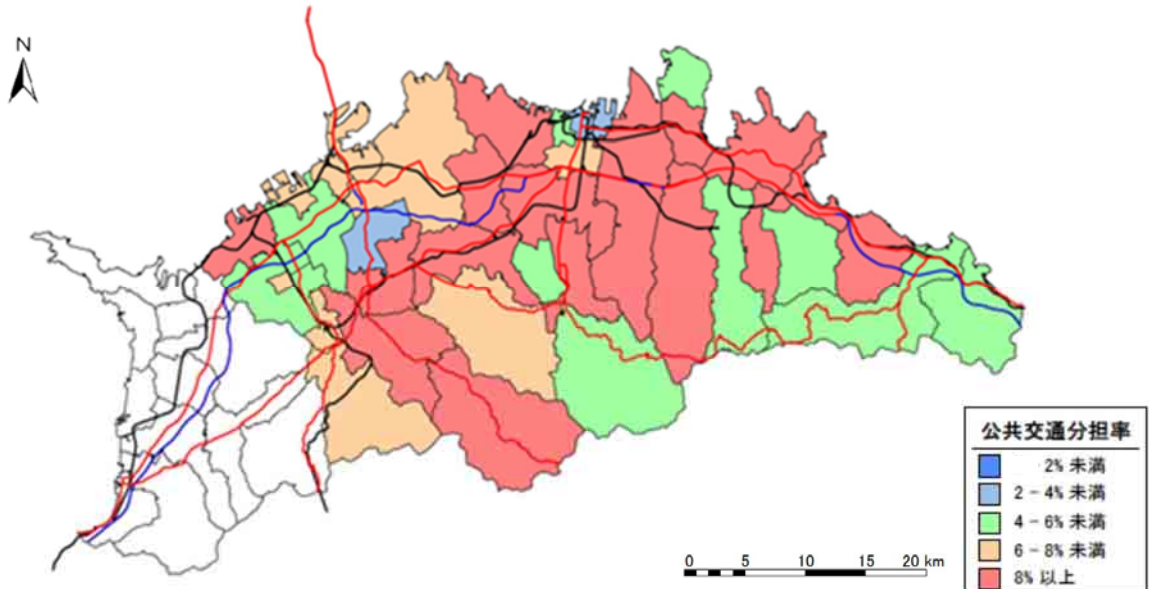 N
公共交通分担率
2% 未満
2 - 4% 未満
4 - 6% 未満
6 - 8% 未満
8% 以上
0 5 10 15 20 km